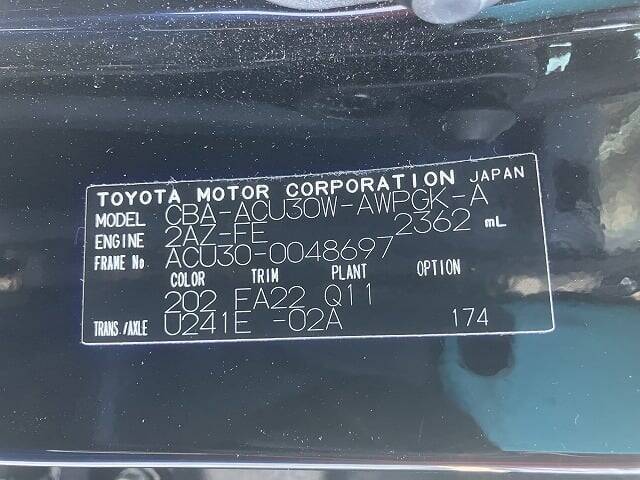 TOYOTA MOTOR CORPORATION JAPAN
MODEL CBA-ACU30W-AWPGK-A
ENGINE 2AZ-FE 2362 mL
FRAME No ACU30-0048697
COLOR TRIM PLANT OPTION
202 FA22 Q11
TRANS./AXLE U241E -02A 174